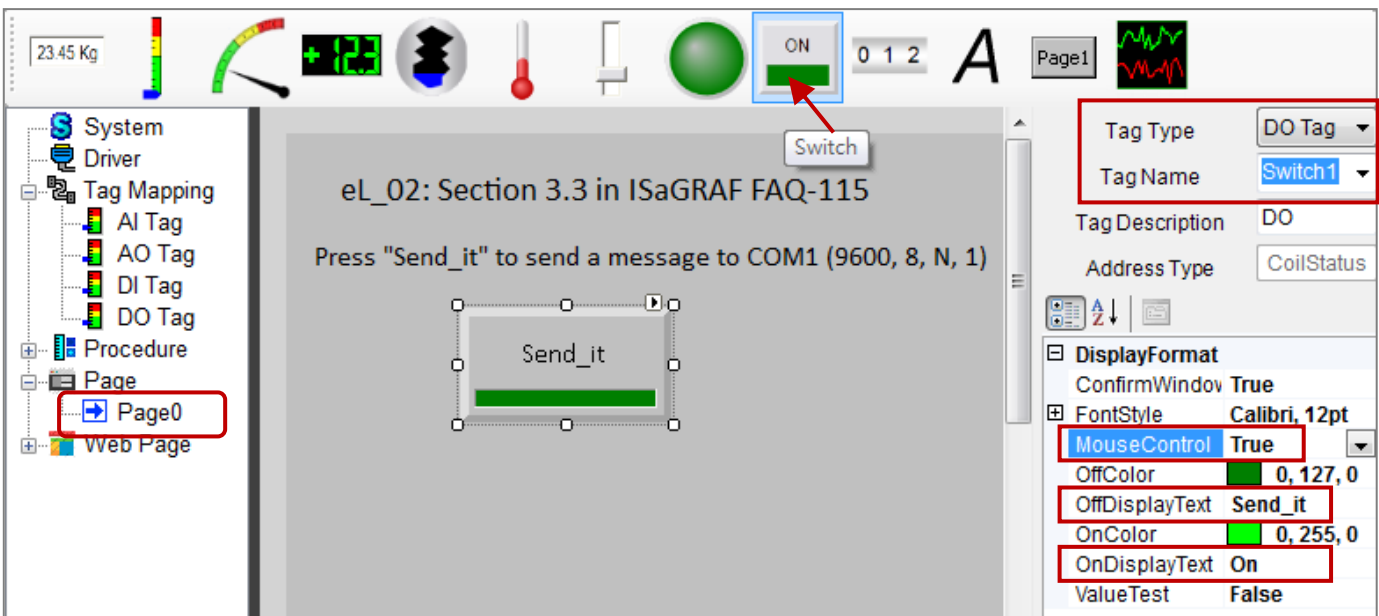 23.45 Kg
+12.3
ON
0 1 2
A
Page1
Switch
System
Driver
Tag Mapping
AI Tag
AO Tag
DI Tag
DO Tag
Procedure
Page
Page0
Web Page
eL_02: Section 3.3 in ISaGRAF FAQ-115
Press "Send_it" to send a message to COM1 (9600, 8, N, 1)
Send_it
Tag Type DO Tag
Tag Name Switch1
Tag Description DO
Address Type CoilStatus
DisplayFormat
ConfirmWindov True
FontStyle Calibri, 12pt
MouseControl True
OffColor 0, 127, 0
OffDisplayText Send_it
OnColor 0, 255, 0
OnDisplayText On
ValueTest False